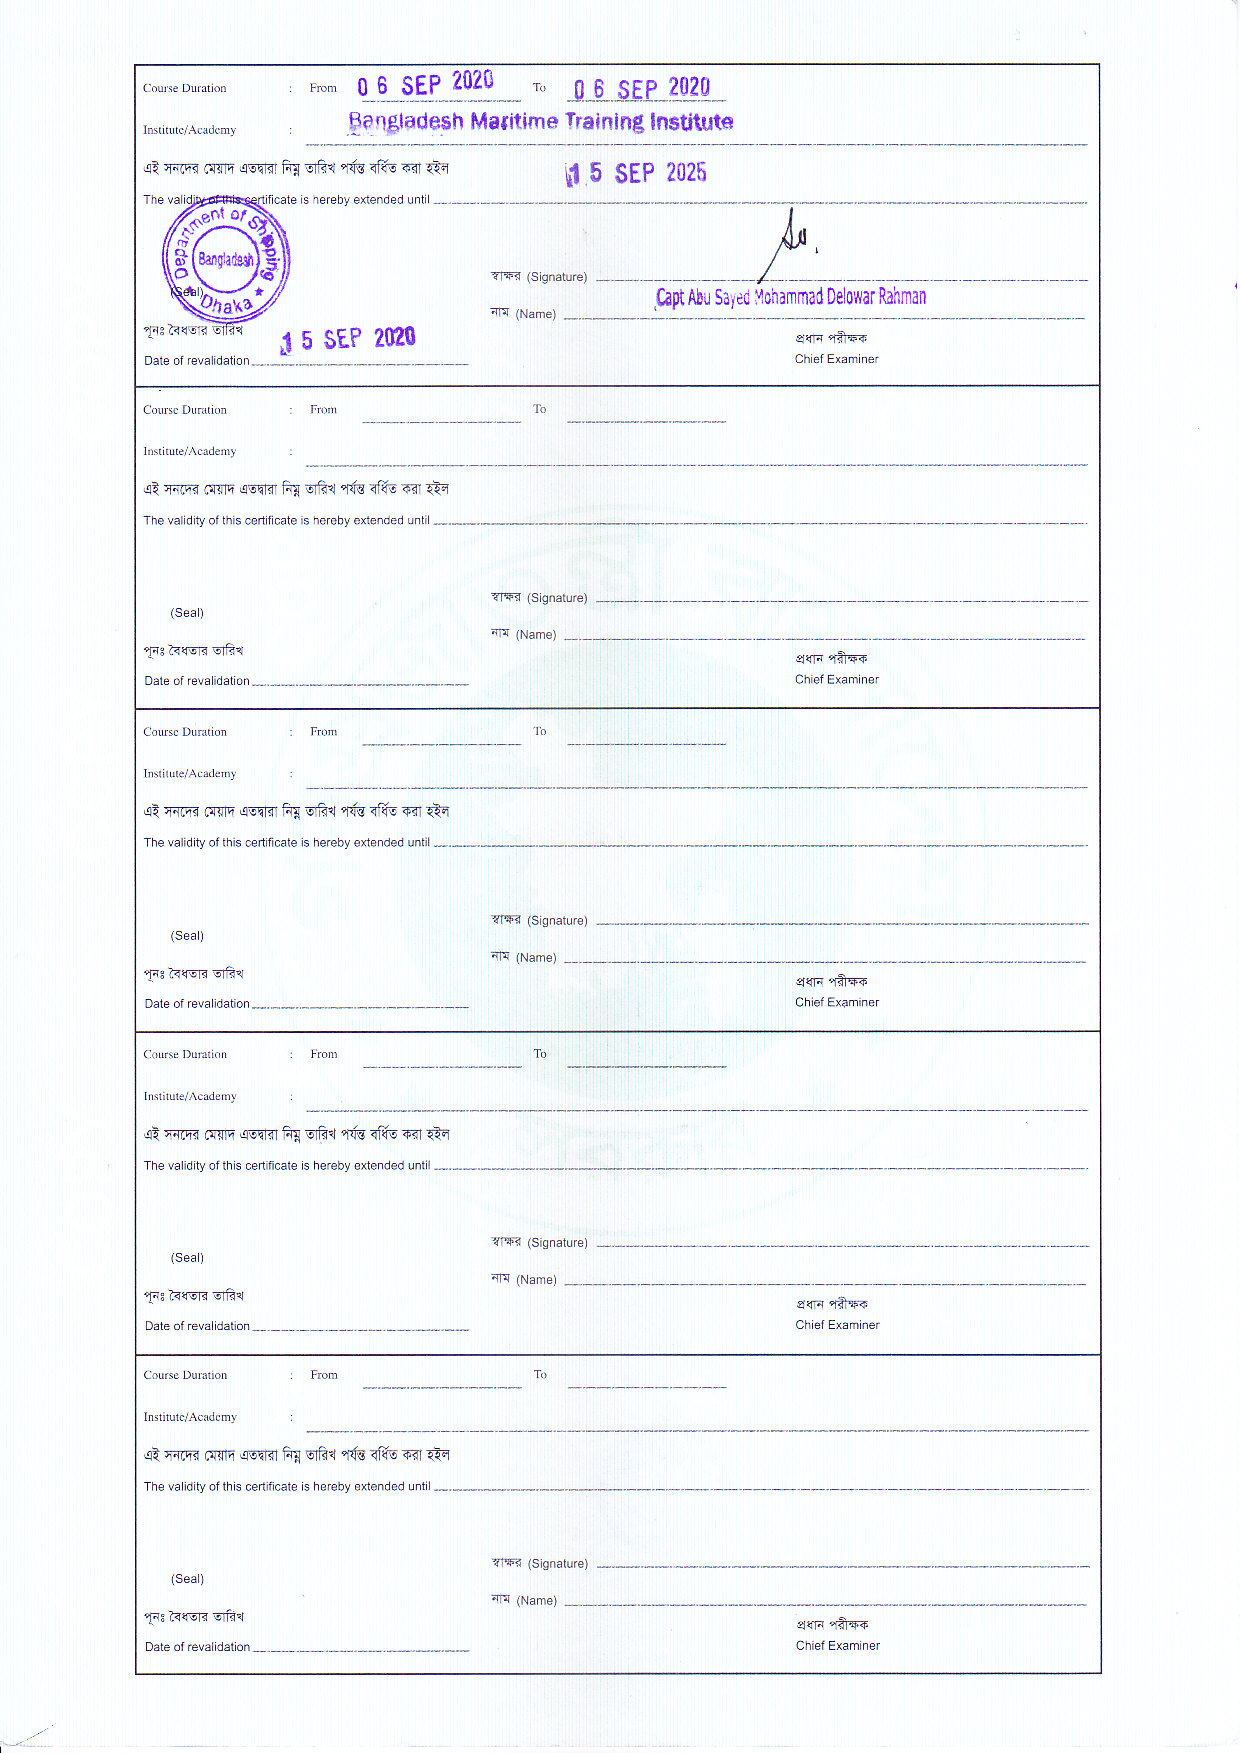 Course Duration : From 06 SEP 2020 To 06 SEP 2020
Institute/Academy : Bangladesh Maritime Training Institute
এই সনদের মেয়াদ এতদ্বারা নিম্ন তারিখ পর্যন্ত বর্ধিত করা হইল
The validity of this certificate is hereby extended until 15 SEP 2025
Department of Shipping
Bangladesh
Dhaka
স্বাক্ষর (Signature)
(Seal)
নাম (Name) Capt Abu Sayed Mohammad Delowar Rahman
পূনঃ বৈধতার তারিখ
প্রধান পরীক্ষক
Date of revalidation 15 SEP 2020
Chief Examiner
Course Duration : From To
Institute/Academy :
এই সনদের মেয়াদ এতদ্বারা নিম্ন তারিখ পর্যন্ত বর্ধিত করা হইল
The validity of this certificate is hereby extended until
স্বাক্ষর (Signature)
(Seal)
নাম (Name)
পূনঃ বৈধতার তারিখ
প্রধান পরীক্ষক
Date of revalidation
Chief Examiner
Course Duration : From To
Institute/Academy :
এই সনদের মেয়াদ এতদ্বারা নিম্ন তারিখ পর্যন্ত বর্ধিত করা হইল
The validity of this certificate is hereby extended until
স্বাক্ষর (Signature)
(Seal)
নাম (Name)
পূনঃ বৈধতার তারিখ
প্রধান পরীক্ষক
Date of revalidation
Chief Examiner
Course Duration : From To
Institute/Academy :
এই সনদের মেয়াদ এতদ্বারা নিম্ন তারিখ পর্যন্ত বর্ধিত করা হইল
The validity of this certificate is hereby extended until
স্বাক্ষর (Signature)
(Seal)
নাম (Name)
পূনঃ বৈধতার তারিখ
প্রধান পরীক্ষক
Date of revalidation
Chief Examiner
Course Duration : From To
Institute/Academy :
এই সনদের মেয়াদ এতদ্বারা নিম্ন তারিখ পর্যন্ত বর্ধিত করা হইল
The validity of this certificate is hereby extended until
স্বাক্ষর (Signature)
(Seal)
নাম (Name)
পূনঃ বৈধতার তারিখ
প্রধান পরীক্ষক
Date of revalidation
Chief Examiner